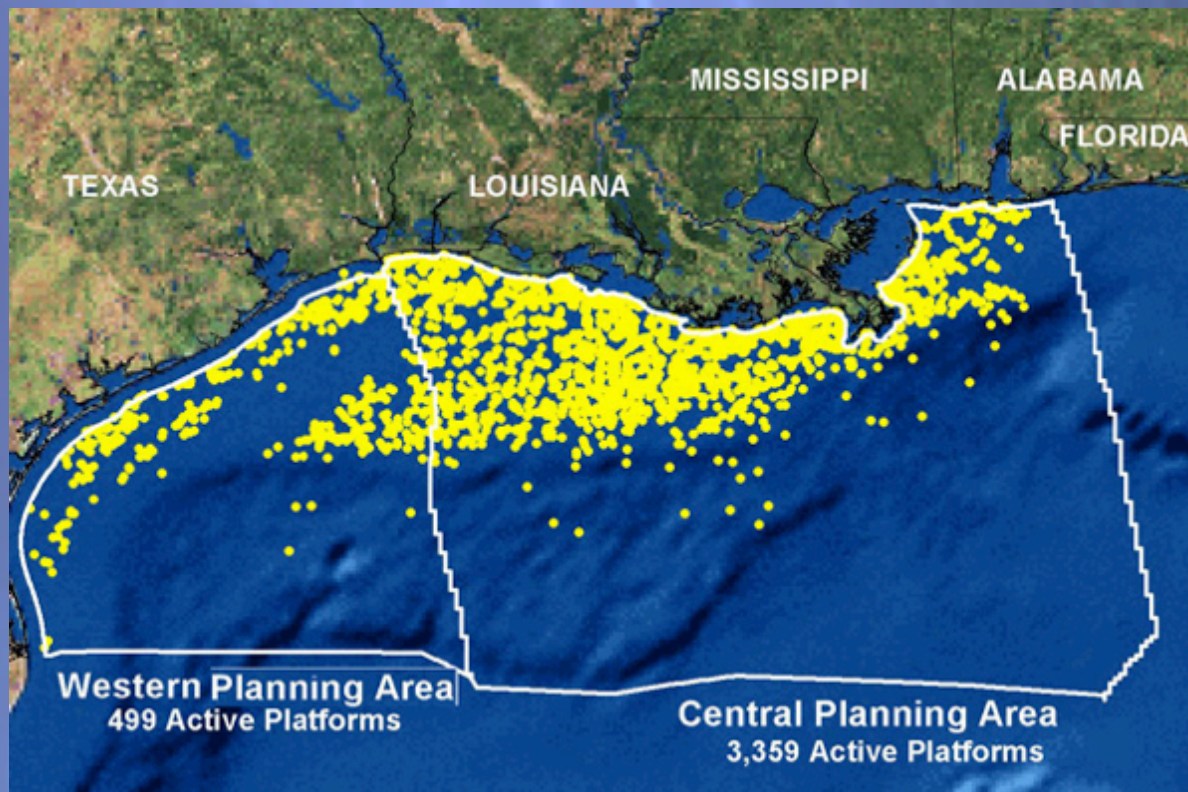 MISSISSIPPI
ALABAMA
FLORIDA
TEXAS
LOUISIANA
Western Planning Area
499 Active Platforms
Central Planning Area
3,359 Active Platforms